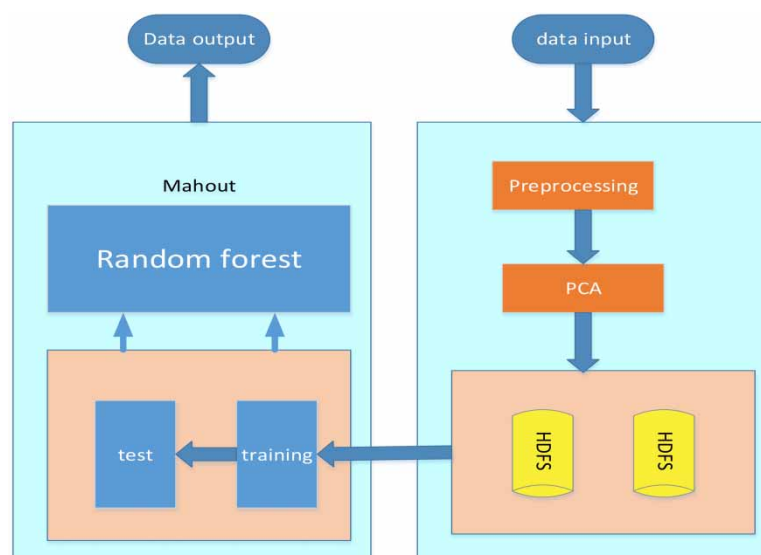 Data output
data input
Mahout
Random forest
Preprocessing
PCA
test
training
HDFS
HDFS